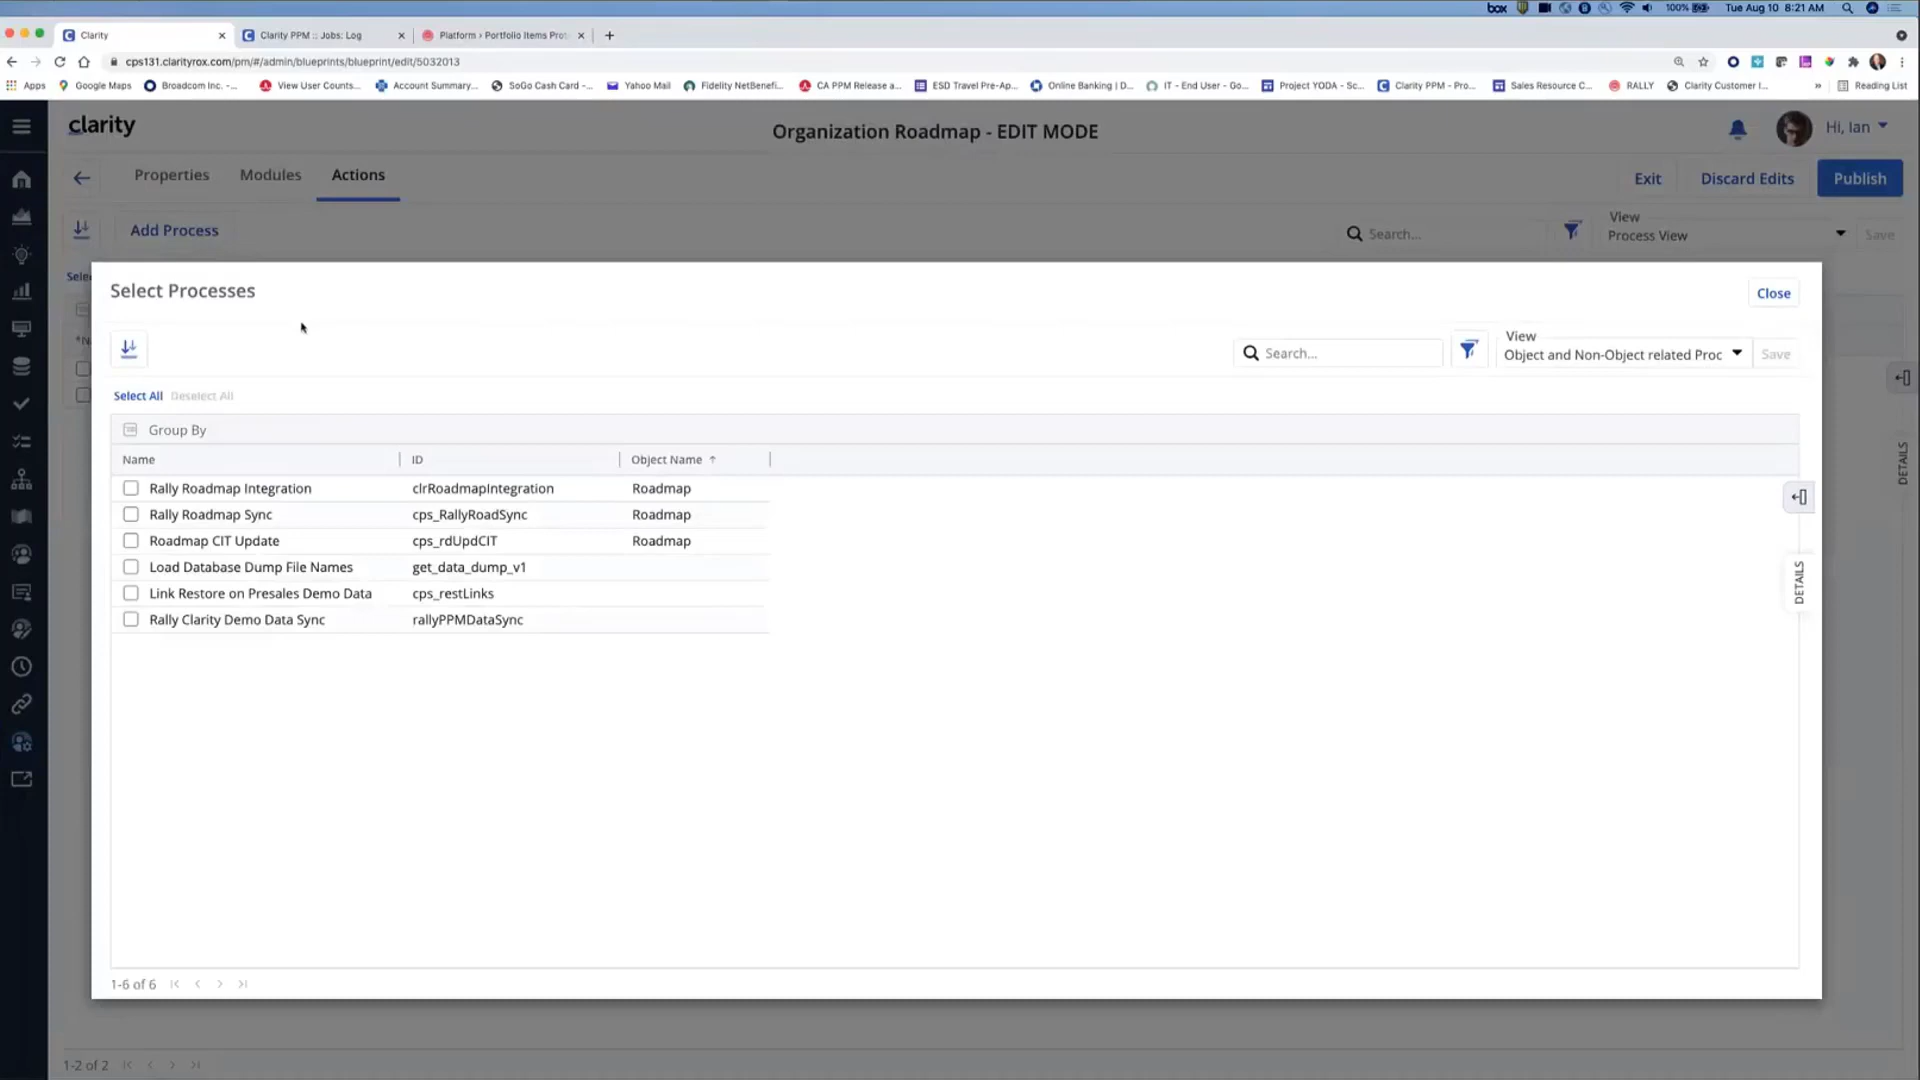 box
100%
Tue Aug 10 8:21 AM
Clarity
Clarity PPM :: Jobs: Log
Platform › Portfolio Items Prot
cps131.clarityrox.com/pm/#/admin/blueprints/blueprint/edit/5032013
Apps
Google Maps
Broadcom Inc. -...
View User Counts...
Account Summary...
SoGo Cash Card -...
Yahoo Mail
Fidelity NetBenefi...
CA PPM Release a...
ESD Travel Pre-Ap...
Online Banking | D...
IT - End User - Go...
Project YODA - Sc...
Clarity PPM - Pro...
Sales Resource C...
RALLY
Clarity Customer I...
»
Reading List
clarity
Organization Roadmap - EDIT MODE
Hi, Ian
Properties
Modules
Actions
Exit
Discard Edits
Publish
Add Process
Search...
View
Process View
Save
Sele
*N
Select Processes
Close
Search...
View
Object and Non-Object related Proc
Save
Select All
Deselect All
Group By
Name
ID
Object Name
Rally Roadmap Integration
clrRoadmapIntegration
Roadmap
Rally Roadmap Sync
cps_RallyRoadSync
Roadmap
Roadmap CIT Update
cps_rdUpdCIT
Roadmap
Load Database Dump File Names
get_data_dump_v1
Link Restore on Presales Demo Data
cps_restLinks
Rally Clarity Demo Data Sync
rallyPPMDataSync
DETAILS
DETAILS
1-6 of 6
1-2 of 2